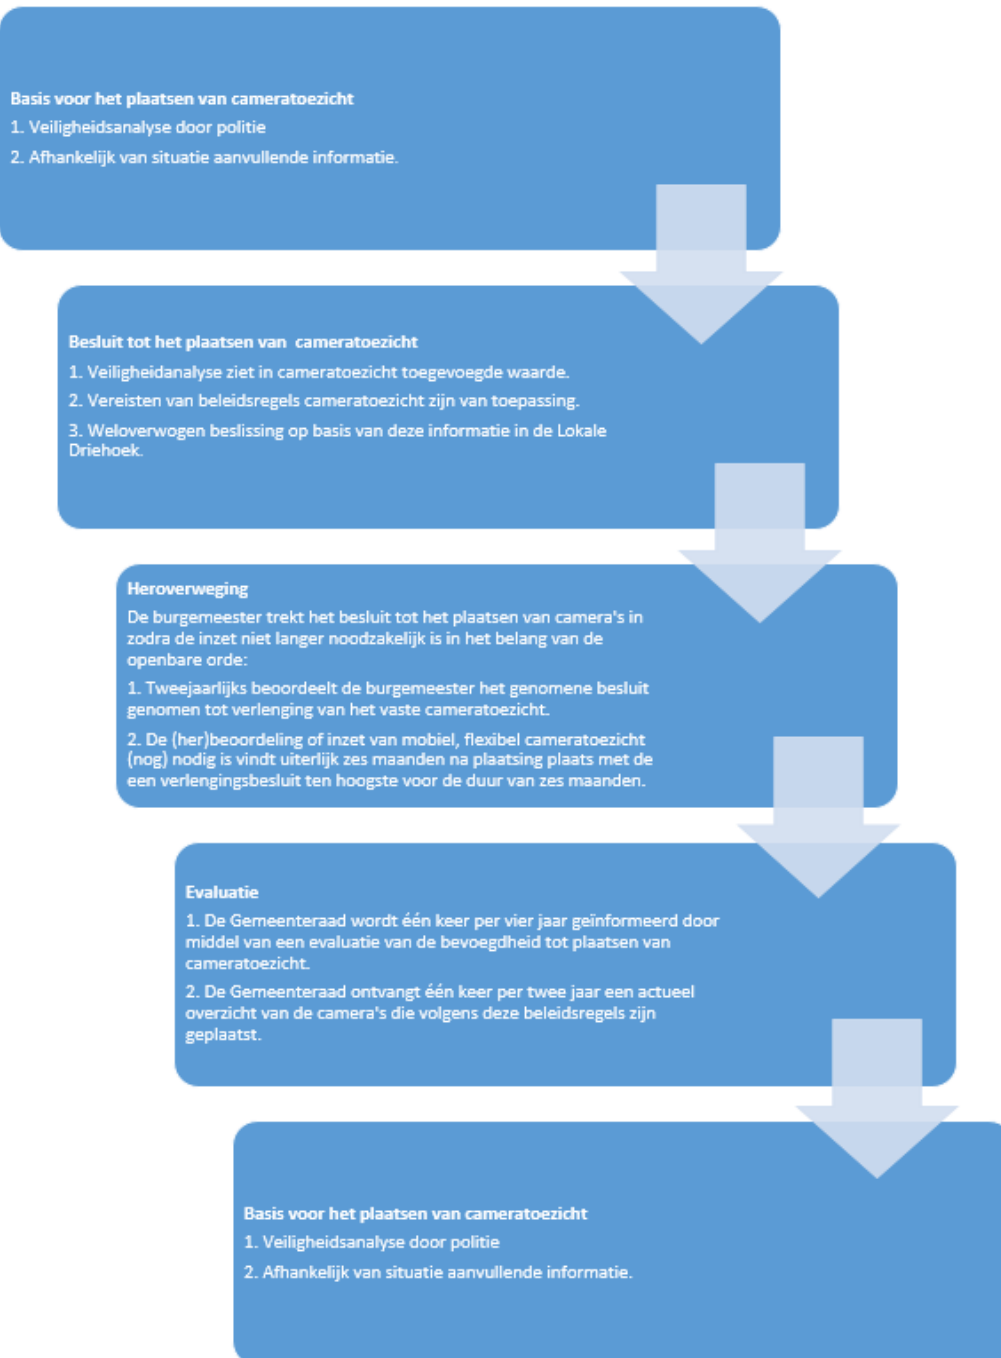 Basis voor het plaatsen van cameratoezicht
1. Veiligheidsanalyse door politie
2. Afhankelijk van situatie aanvullende informatie.
Besluit tot het plaatsen van  cameratoezicht
1. Veiligheidanalyse ziet in cameratoezicht toegevoegde waarde.
2. Vereisten van beleidsregels cameratoezicht zijn van toepassing.
3. Weloverwogen beslissing op basis van deze informatie in de Lokale
Driehoek.
Heroverweging
De burgemeester trekt het besluit tot het plaatsen van camera's in
zodra de inzet niet langer noodzakelijk is in het belang van de
openbare orde:
1. Tweejaarlijks beoordeelt de burgemeester het genomene besluit
genomen tot verlenging van het vaste cameratoezicht.
2. De (her)beoordeling of inzet van mobiel, flexibel cameratoezicht
(nog) nodig is vindt uiterlijk zes maanden na plaatsing plaats met de
een verlengingsbesluit ten hoogste voor de duur van zes maanden.
Evaluatie
1. De Gemeenteraad wordt één keer per vier jaar geïnformeerd door
middel van een evaluatie van de bevoegdheid tot plaatsen van
cameratoezicht.
2. De Gemeenteraad ontvangt één keer per twee jaar een actueel
overzicht van de camera's die volgens deze beleidsregels zijn
geplaatst.
Basis voor het plaatsen van cameratoezicht
1. Veiligheidsanalyse door politie
2. Afhankelijk van situatie aanvullende informatie.